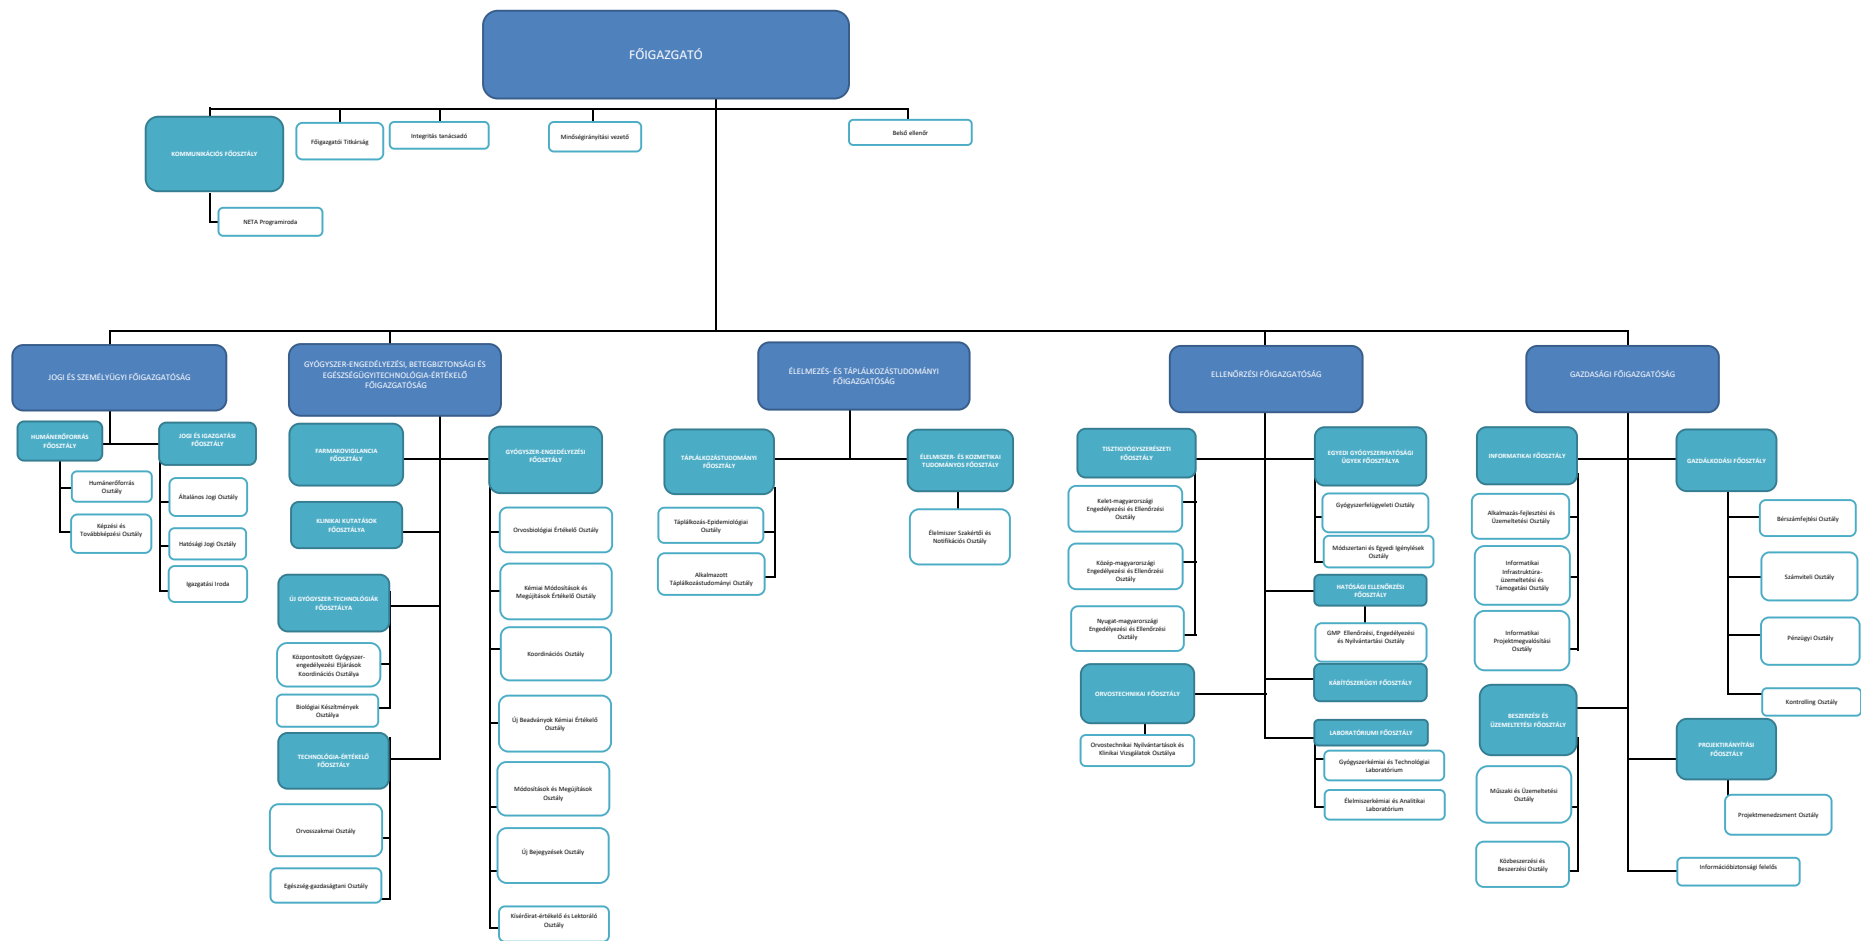 FŐIGAZGATÓ
KOMMUNIKÁCIÓS FŐOSZTÁLY
Főigazgatói Titkárság
Integritás tanácsadó
Minőségirányítási vezető
Belső ellenőr
NETA Programiroda
JOGI ÉS SZEMÉLYÜGYI FŐIGAZGATÓSÁG
HUMÁNERŐFORRÁS
FŐOSZTÁLY
Humánerőforrás
Osztály
Képzési és
Továbbképzési Osztály
JOGI ÉS IGAZGATÁSI
FŐOSZTÁLY
Általános Jogi Osztály
Hatósági Jogi Osztály
Igazgatási Iroda
GYÓGYSZER-ENGEDÉLYEZÉSI, BETEGBIZTONSÁGI ÉS
EGÉSZSÉGÜGYITECHNOLÓGIA-ÉRTÉKELŐ
FŐIGAZGATÓSÁG
FARMAKOVIGILANCIA
FŐOSZTÁLY
KLINIKAI KUTATÁSOK
FŐOSZTÁLYA
ÚJ GYÓGYSZER-TECHNOLÓGIÁK
FŐOSZTÁLYA
Központosított Gyógyszer-
engedélyezési Eljárások
Koordinációs Osztálya
Biológiai Készítmények
Osztálya
TECHNOLÓGIA-ÉRTÉKELŐ
FŐOSZTÁLY
Orvosszakmai Osztály
Egészség-gazdaságtani Osztály
GYÓGYSZER-ENGEDÉLYEZÉSI
FŐOSZTÁLY
Orvosbiológiai Értékelő Osztály
Kémiai Módosítások és
Megújítások Értékelő Osztály
Koordinációs Osztály
Új Beadványok Kémiai Értékelő
Osztály
Módosítások és Megújítások
Osztály
Új Bejegyzések Osztály
Kísérőirat-értékelő és Lektoráló
Osztály
ÉLELMEZÉS- ÉS TÁPLÁLKOZÁSTUDOMÁNYI
FŐIGAZGATÓSÁG
TÁPLÁLKOZÁSTUDOMÁNYI
FŐOSZTÁLY
Táplálkozás-Epidemiológiai
Osztály
Alkalmazott
Táplálkozástudományi Osztály
ÉLELMISZER- ÉS KOZMETIKAI
TUDOMÁNYOS FŐOSZTÁLY
Élelmiszer Szakértői és
Notifikációs Osztály
ELLENŐRZÉSI FŐIGAZGATÓSÁG
TISZTIGYÓGYSZERÉSZETI
FŐOSZTÁLY
Kelet-magyarországi
Engedélyezési és Ellenőrzési
Osztály
Közép-magyarországi
Engedélyezési és Ellenőrzési
Osztály
Nyugat-magyarországi
Engedélyezési és Ellenőrzési
Osztály
ORVOSTECHNIKAI FŐOSZTÁLY
Orvostechnikai Nyilvántartások és
Klinikai Vizsgálatok Osztálya
EGYEDI GYÓGYSZERHATÓSÁGI
ÜGYEK FŐOSZTÁLYA
Gyógyszerfelügyeleti Osztály
Módszertani és Egyedi Igénylések
Osztály
HATÓSÁGI ELLENŐRZÉSI
FŐOSZTÁLY
GMP Ellenőrzési, Engedélyezési
és Nyilvántartási Osztály
KÁBÍTÓSZERÜGYI FŐOSZTÁLY
LABORATÓRIUMI FŐOSZTÁLY
Gyógyszerkémiai és Technológiai
Laboratórium
Élelmiszerkémiai és Analitikai
Laboratórium
GAZDASÁGI FŐIGAZGATÓSÁG
INFORMATIKAI FŐOSZTÁLY
Alkalmazás-fejlesztési és
Üzemeltetési Osztály
Informatikai
Infrastruktúra-
üzemeltetési és
Támogatási Osztály
Informatikai
Projektmegvalósítási
Osztály
BESZERZÉSI ÉS
ÜZEMELTETÉSI FŐOSZTÁLY
Műszaki és Üzemeltetési
Osztály
Közbeszerzési és
Beszerzési Osztály
GAZDÁLKODÁSI FŐOSZTÁLY
Bérszámfejtési Osztály
Számviteli Osztály
Pénzügyi Osztály
Kontrolling Osztály
PROJEKTIRÁNYÍTÁSI
FŐOSZTÁLY
Projektmenedzsment Osztály
Információbiztonsági felelős